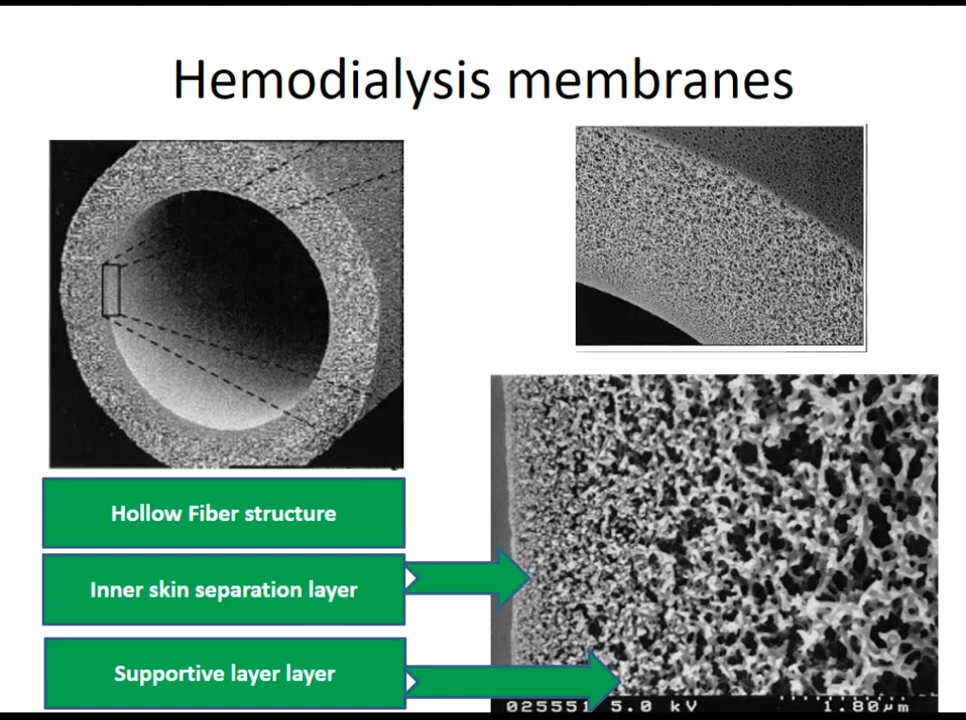 Hemodialysis membranes
Hollow Fiber structure
Inner skin separation layer
Supportive layer layer
025551 5.0 kV 1.80µm